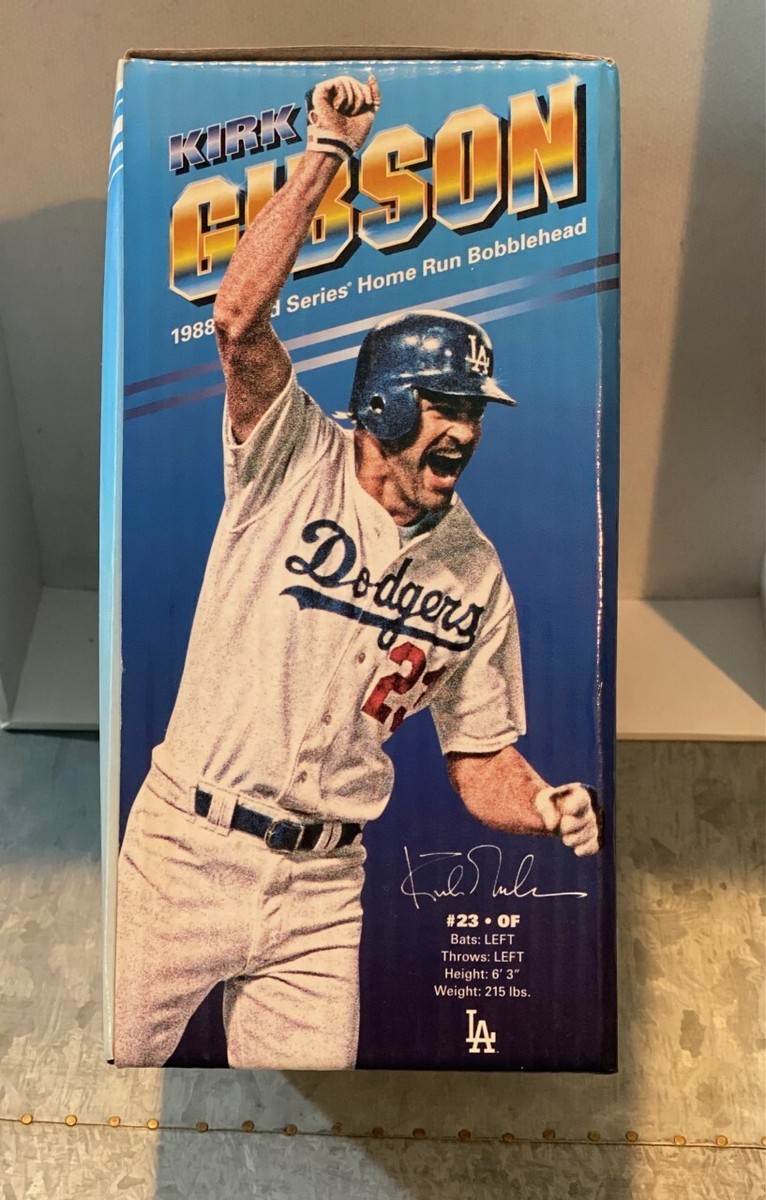 KIRK
GIBSON
1988 d Series® Home Run Bobblehead
LA
Dodgers
23
#23 • OF
Bats: LEFT
Throws: LEFT
Height: 6' 3"
Weight: 215 lbs.
LA